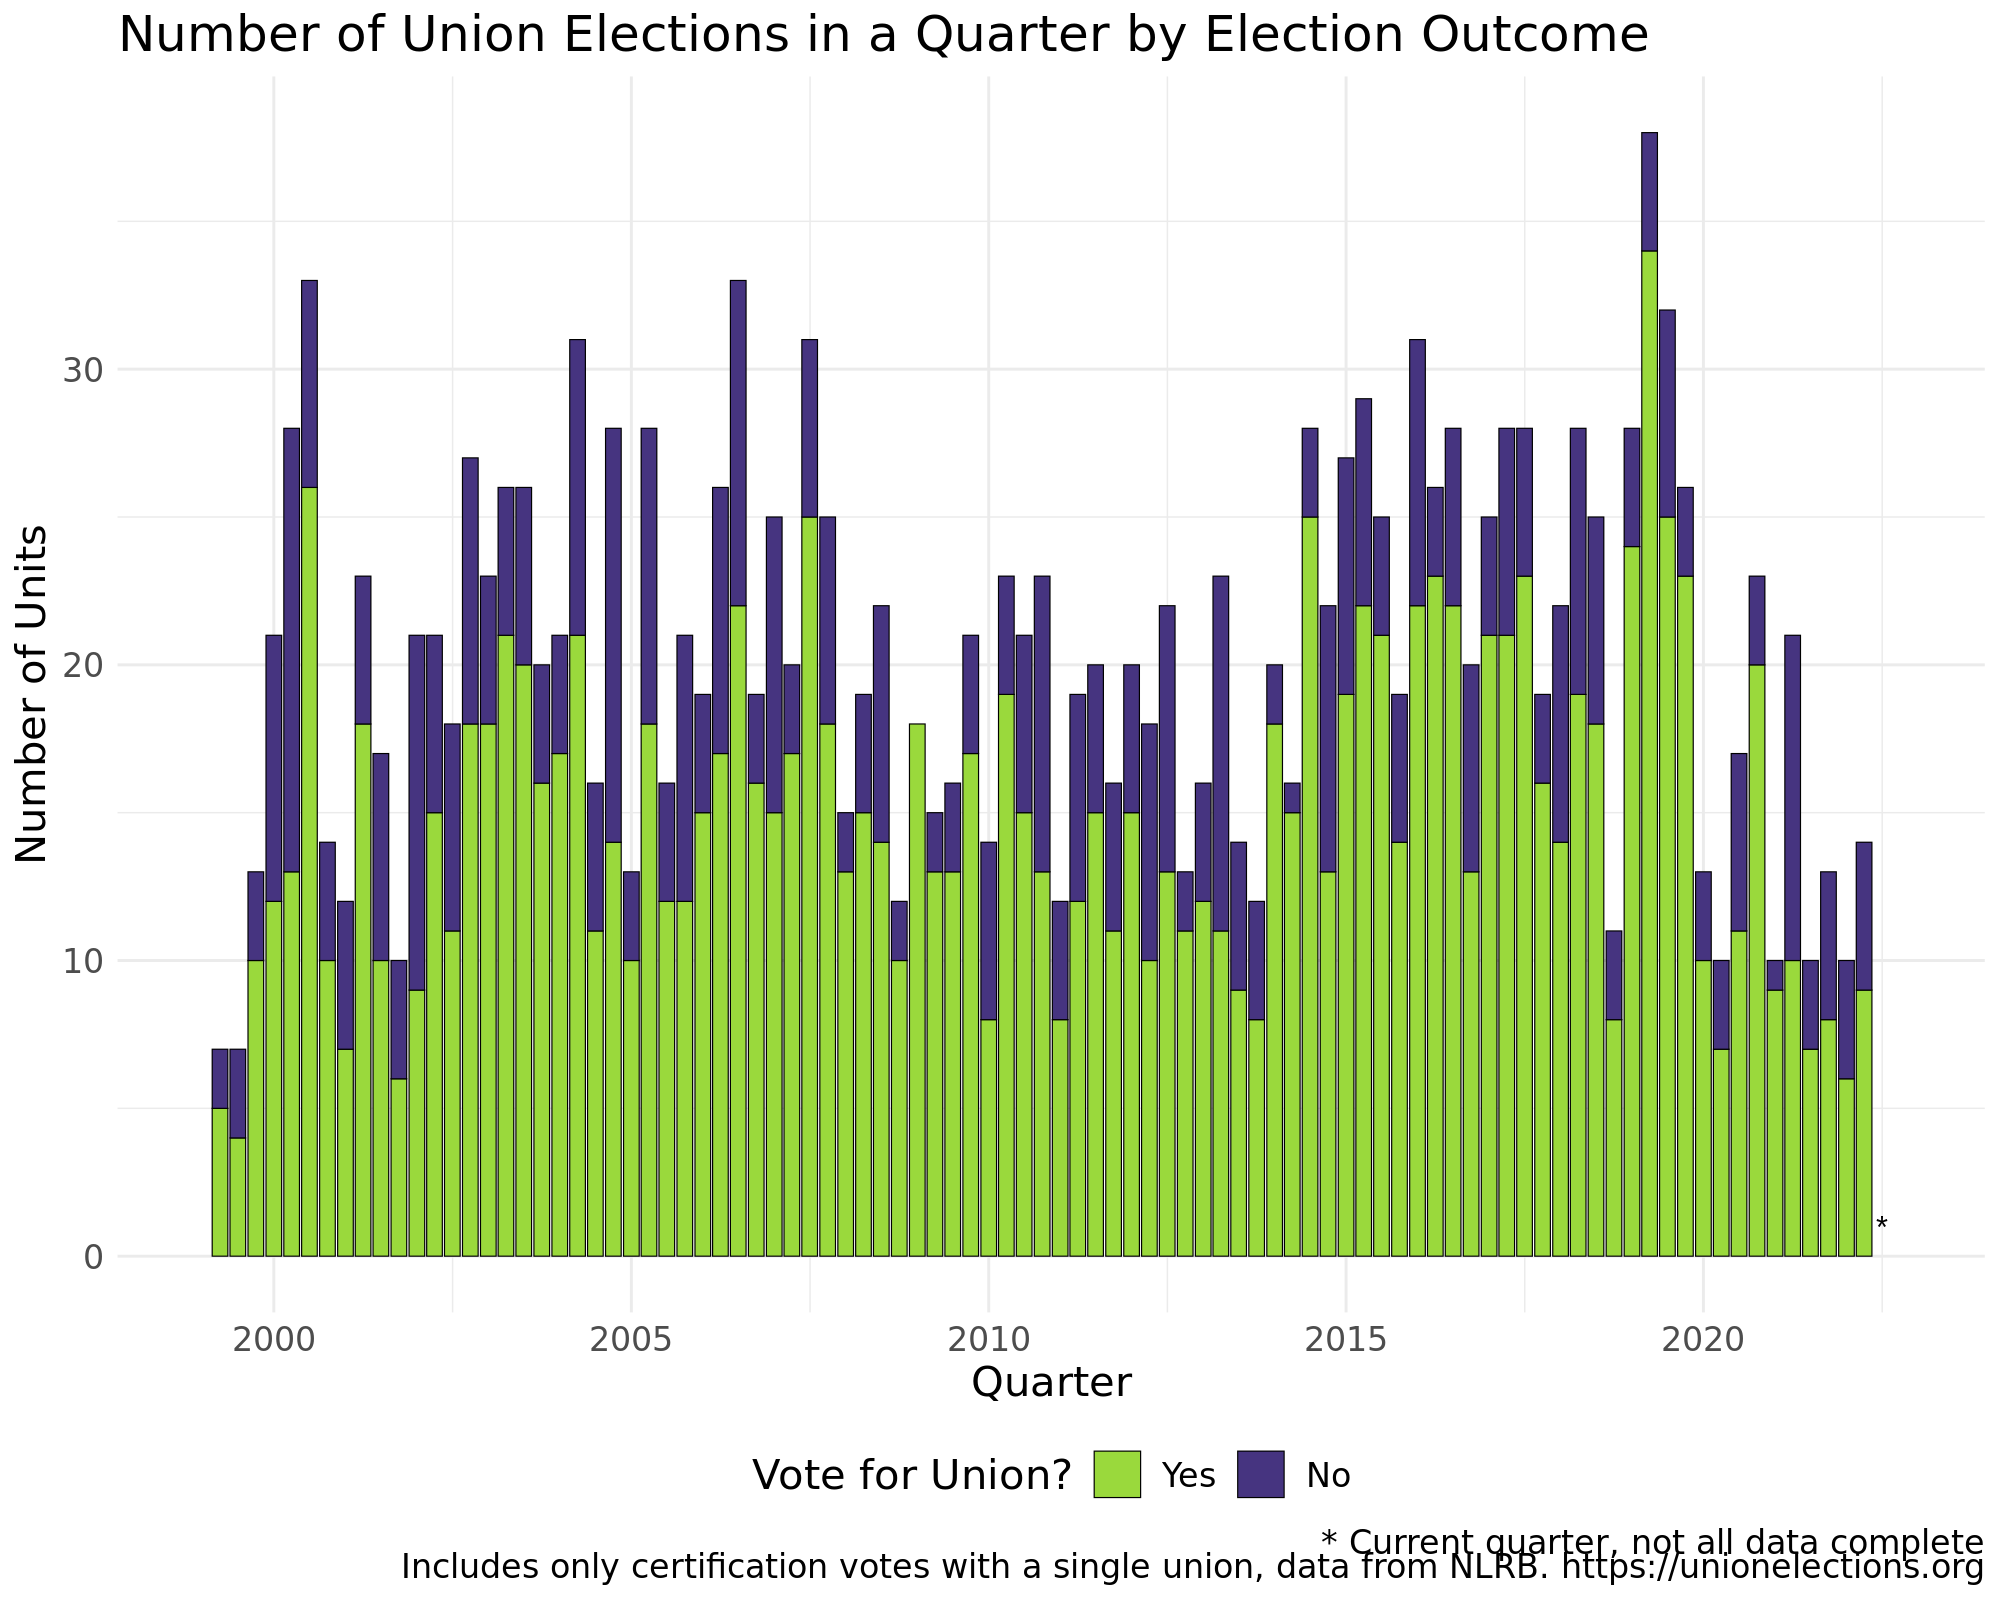 Number of Union Elections in a Quarter by Election Outcome
Number of Units
30
20
10
0
*
2000 2005 2010 2015 2020
Quarter
Vote for Union? Yes No
* Current quarter, not all data complete
Includes only certification votes with a single union, data from NLRB. https://unionelections.org